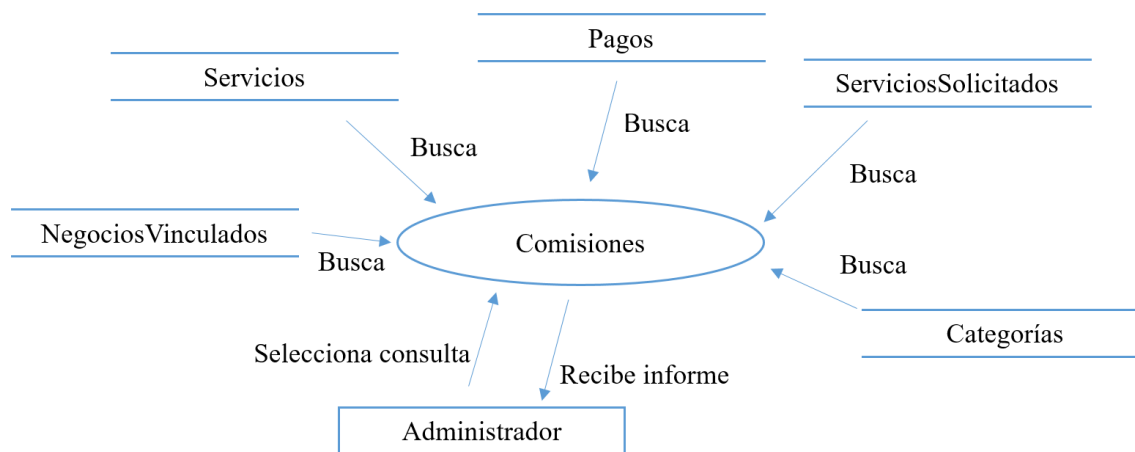 Pagos
Servicios
ServiciosSolicitados
Busca
Busca
Busca
NegociosVinculados
Comisiones
Busca
Busca
Categorías
Selecciona consulta
Recibe informe
Administrador